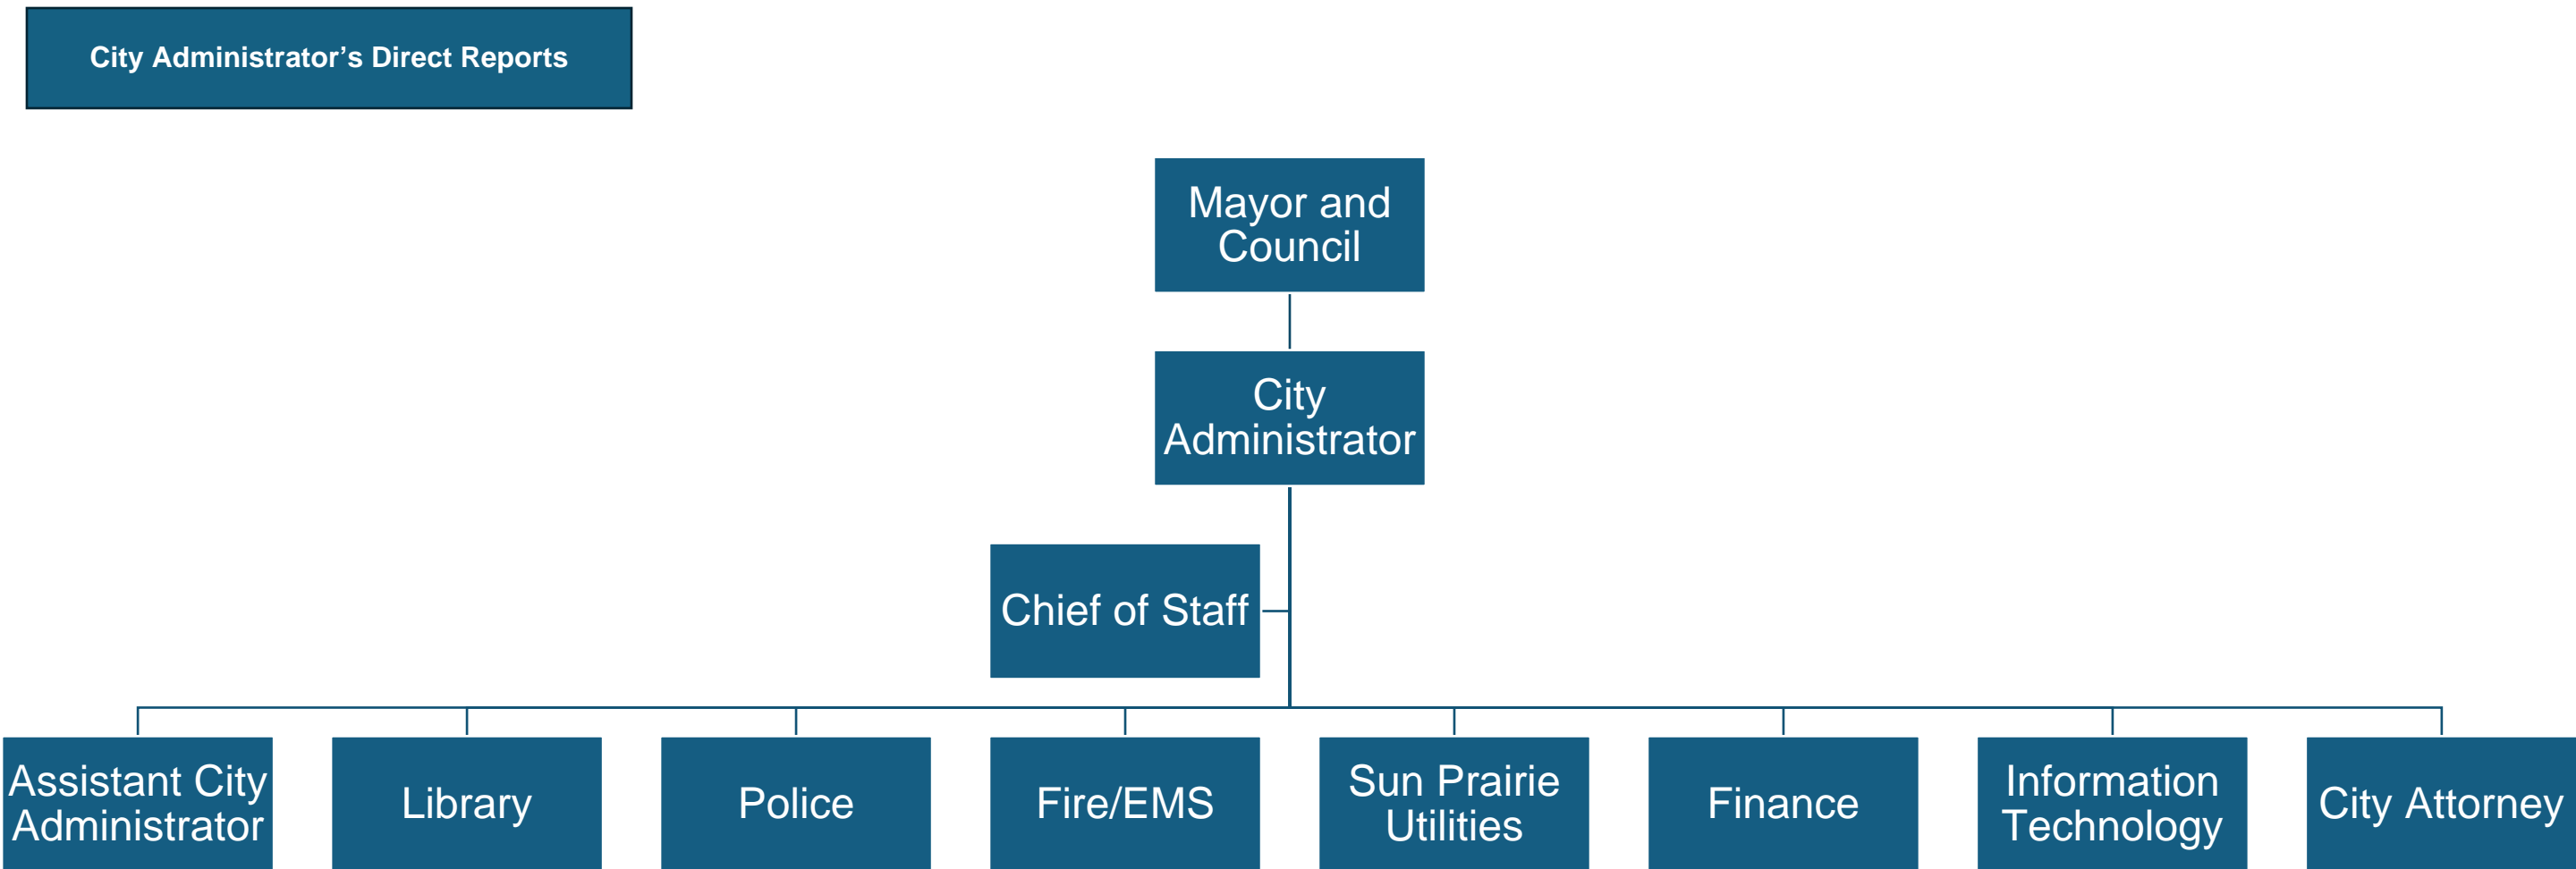 City Administrator’s Direct Reports
Mayor and
Council
City
Administrator
Chief of Staff
Assistant City
Administrator
Library
Police
Fire/EMS
Sun Prairie
Utilities
Finance
Information
Technology
City Attorney